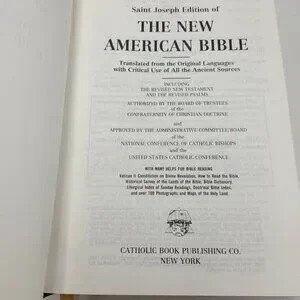 Saint Joseph Edition of
THE NEW
AMERICAN BIBLE
Translated from the Original Languages
with Critical Use of All the Ancient Sources
INCLUDING
THE REVISED NEW TESTAMENT
AND THE REVISED PSALMS
AUTHORIZED BY THE BOARD OF TRUSTEES
of the
CONFRATERNITY OF CHRISTIAN DOCTRINE
and
APPROVED BY THE ADMINISTRATIVE COMMITTEE/BOARD
of the
NATIONAL CONFERENCE OF CATHOLIC BISHOPS
and the
UNITED STATES CATHOLIC CONFERENCE
WITH MANY HELPS FOR BIBLE READING
Vatican II Constitution on Divine Revelation, How to Read the Bible,
Historical Survey of the Lands of the Bible, Bible Dictionary,
Liturgical Index of Sunday Readings, Doctrinal Bible Index,
and over 100 Photographs and Maps of the Holy Land.
CATHOLIC BOOK PUBLISHING CO.
NEW YORK